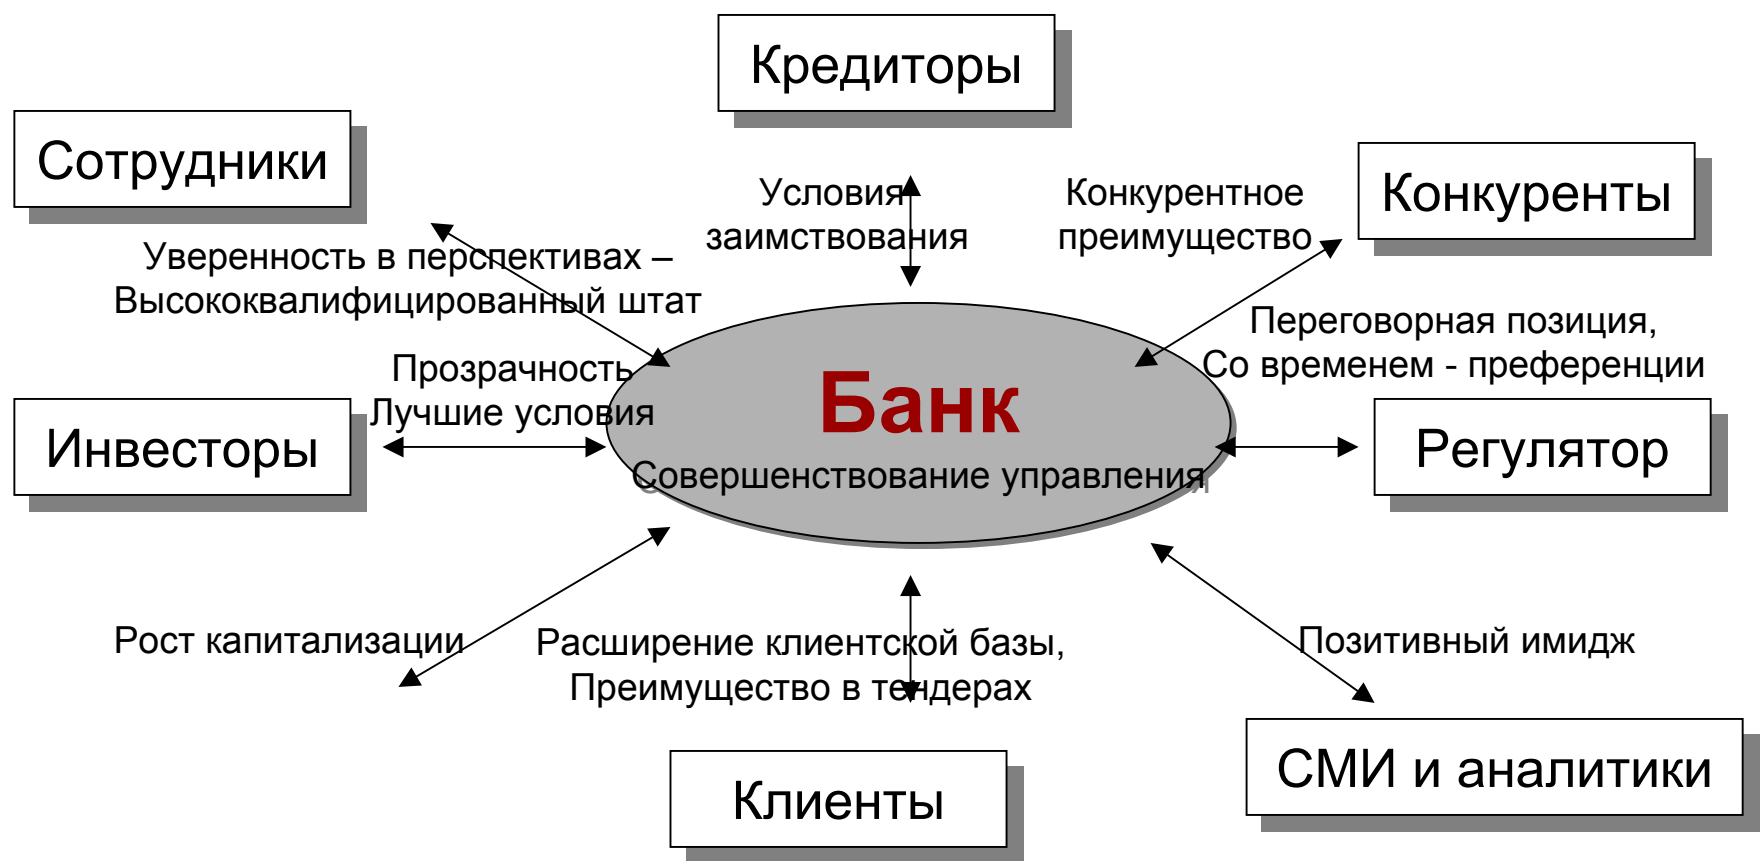 Кредиторы
Сотрудники
Конкуренты
Условия
заимствования
Конкурентное
преимущество
Уверенность в перспективах –
Высококвалифицированный штат
Переговорная позиция,
Со временем - преференции
Прозрачность
Лучшие условия
Банк
Совершенствование управления
Инвесторы
Регулятор
Рост капитализации
Расширение клиентской базы,
Преимущество в тендерах
Позитивный имидж
СМИ и аналитики
Клиенты